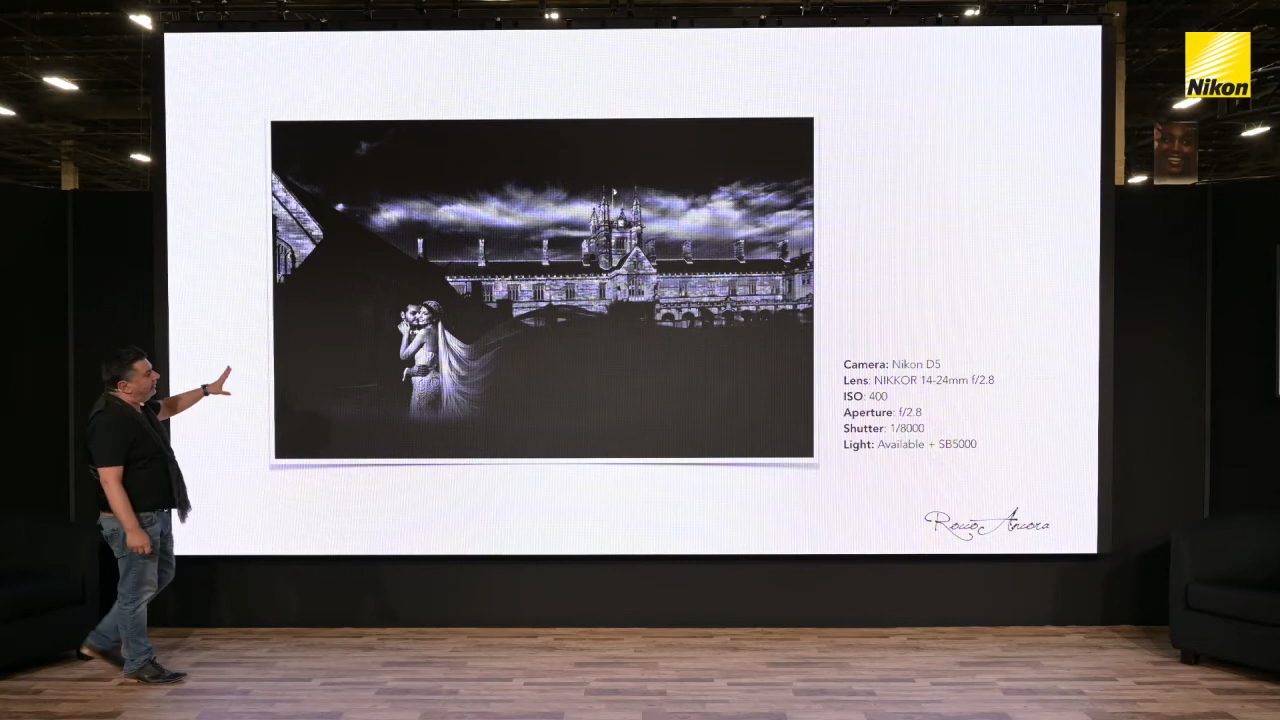 Nikon
Camera: Nikon D5
Lens: NIKKOR 14-24mm f/2.8
ISO: 400
Aperture: f/2.8
Shutter: 1/8000
Light: Available + SB5000
Rocco Ancora